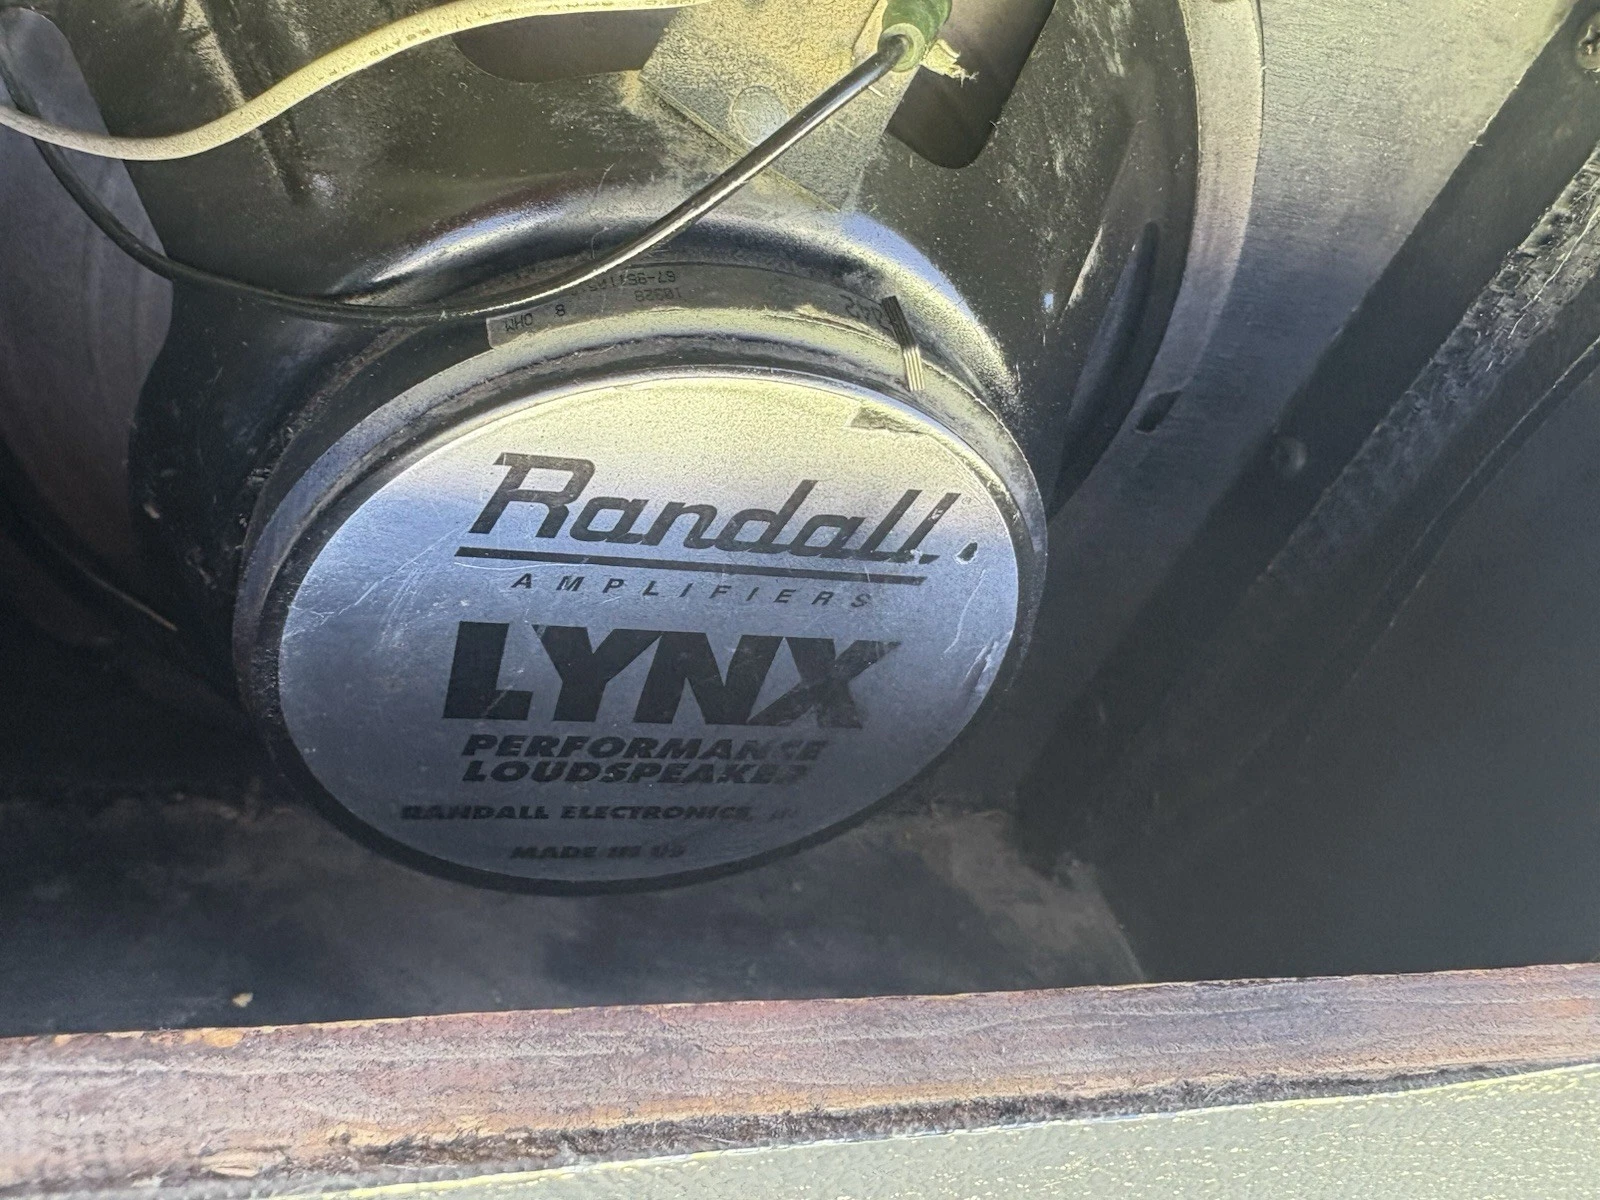 8 OHM
Randall
AMPLIFIERS
LYNX
PERFORMANCE
LOUDSPEAKER
RANDALL ELECTRONICS,
MADE IN US